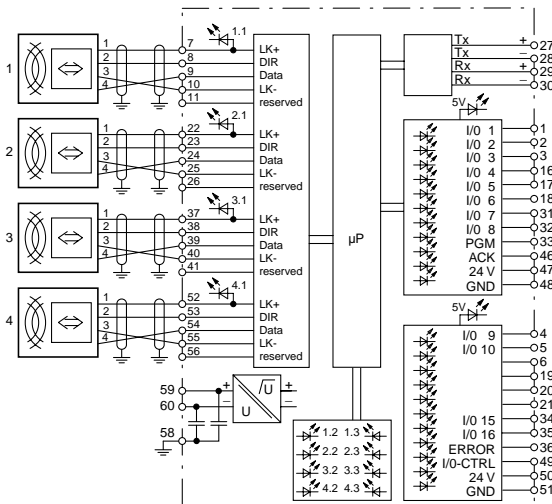 1.1
1 7 LK+
2 8 DIR
3 9 Data
4 10 LK-
11 reserved
1
2.1
1 22 LK+
2 23 DIR
3 24 Data
4 25 LK-
26 reserved
2
3.1
1 37 LK+
2 38 DIR
3 39 Data
4 40 LK-
41 reserved
3
4.1
1 52 LK+
2 53 DIR
3 54 Data
4 55 LK-
56 reserved
4
59 + √U +
60 − U −
58
µP
1.2 1.3
2.2 2.3
3.2 3.3
4.2 4.3
Tx + 27
Tx − 28
Rx + 29
Rx − 30
5V
I/0 1 1
I/0 2 2
I/0 3 3
I/0 4 16
I/0 5 17
I/0 6 18
I/0 7 31
I/0 8 32
PGM 33
ACK 46
24 V 47
GND 48
5V
I/0 9 4
I/0 10 5
6
19
20
21
I/0 15 34
I/0 16 35
ERROR 36
I/0-CTRL 49
24 V 50
GND 51